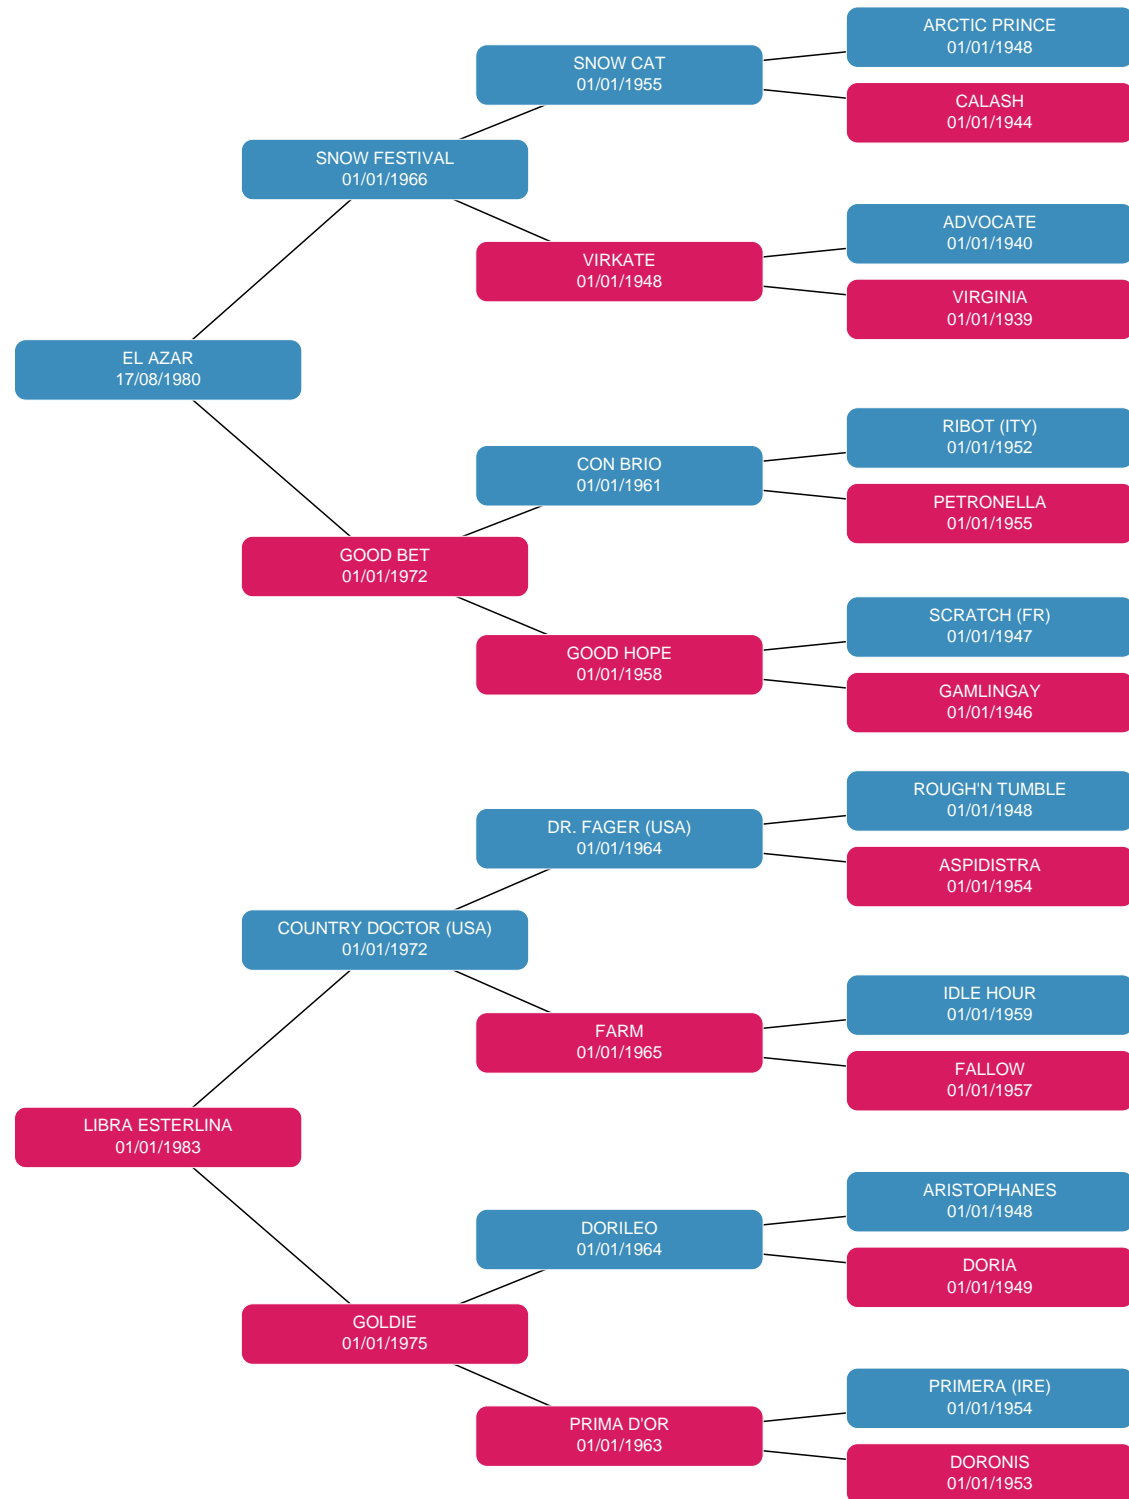 ARCTIC PRINCE
01/01/1948
SNOW CAT
01/01/1955
CALASH
01/01/1944
SNOW FESTIVAL
01/01/1966
ADVOCATE
01/01/1940
VIRKATE
01/01/1948
VIRGINIA
01/01/1939
EL AZAR
17/08/1980
RIBOT (ITY)
01/01/1952
CON BRIO
01/01/1961
PETRONELLA
01/01/1955
GOOD BET
01/01/1972
SCRATCH (FR)
01/01/1947
GOOD HOPE
01/01/1958
GAMLINGAY
01/01/1946
ROUGH'N TUMBLE
01/01/1948
DR. FAGER (USA)
01/01/1964
ASPIDISTRA
01/01/1954
COUNTRY DOCTOR (USA)
01/01/1972
IDLE HOUR
01/01/1959
FARM
01/01/1965
FALLOW
01/01/1957
LIBRA ESTERLINA
01/01/1983
ARISTOPHANES
01/01/1948
DORILEO
01/01/1964
DORIA
01/01/1949
GOLDIE
01/01/1975
PRIMERA (IRE)
01/01/1954
PRIMA D'OR
01/01/1963
DORONIS
01/01/1953